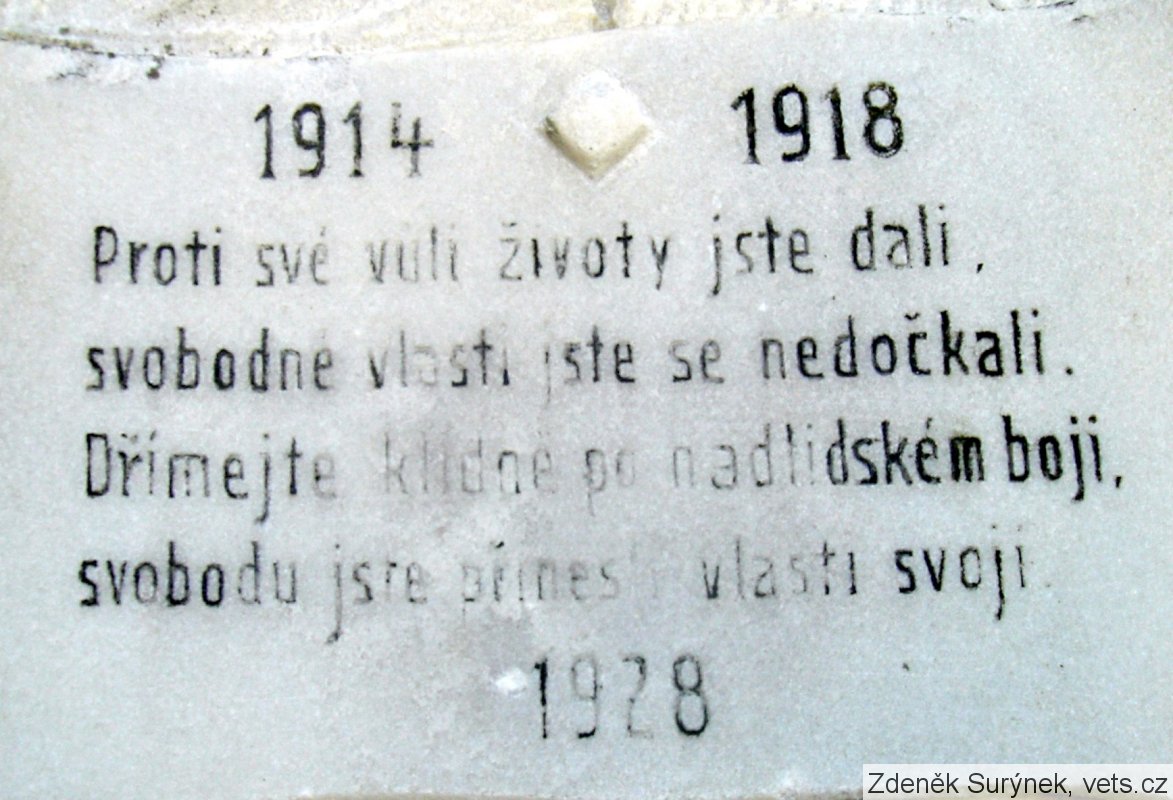 1914 1918
Proti své vůli životy jste dali,
svobodné vlasti jste se nedočkali.
Dřímejte klidně po nadlidském boji,
svobodu jste přinesli vlasti svoji.
1928
Zdeněk Surýnek, vets.cz